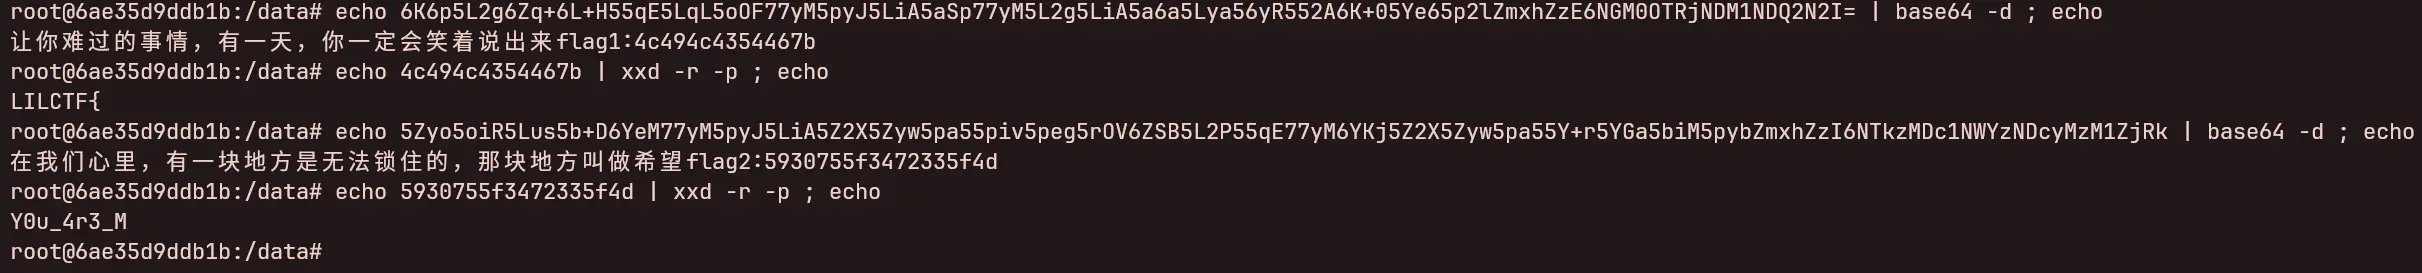 root@6ae35d9ddb1b:/data# echo 6K6p5L2g6Zq+6L+H55qE5LqL5oOF77yM5pyJ5LiA5aSp77yM5L2g5LiA5a6a5Lya56yR552A6K+05Ye65p2lZmxhZzE6NGM0OTRjNDM1NDQ2N2I= | base64 -d ; echo
让你难过的事情，有一天，你一定会笑着说出来flag1:4c494c4354467b
root@6ae35d9ddb1b:/data# echo 4c494c4354467b | xxd -r -p ; echo
LILCTF{
root@6ae35d9ddb1b:/data# echo 5Zyo5oiR5Lus5b+D6YeM77yM5pyJ5LiA5Z2X5Zyw5pa55piv5peg5rOV6ZSB5L2P55qE77yM6YKj5Z2X5Zyw5pa55Y+r5YGa5biM5pybZmxhZzI6NTkzMDc1NWYzNDcyMzM1ZjRk | base64 -d ; echo
在我们心里，有一块地方是无法锁住的，那块地方叫做希望flag2:5930755f3472335f4d
root@6ae35d9ddb1b:/data# echo 5930755f3472335f4d | xxd -r -p ; echo
Y0u_4r3_M
root@6ae35d9ddb1b:/data#